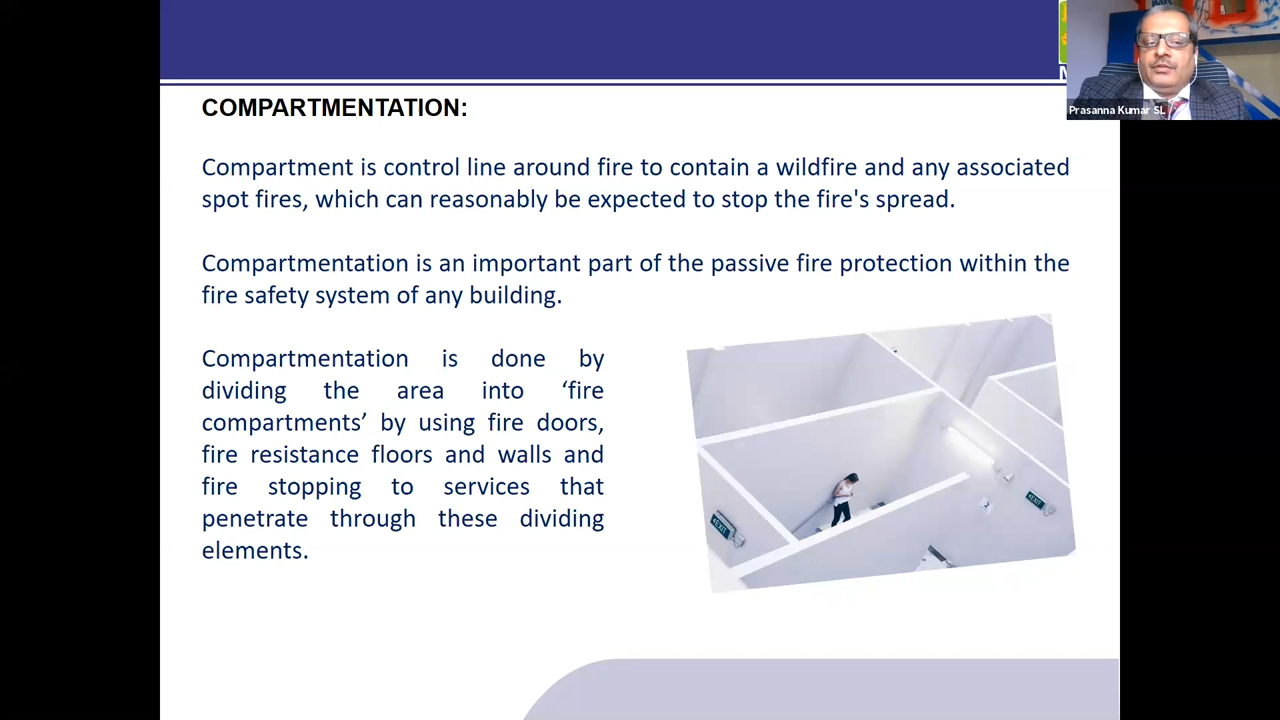 COMPARTMENTATION:
Compartment is control line around fire to contain a wildfire and any associated
spot fires, which can reasonably be expected to stop the fire's spread.
Compartmentation is an important part of the passive fire protection within the
fire safety system of any building.
Compartmentation is done by
dividing the area into ‘fire
compartments’ by using fire doors,
fire resistance floors and walls and
fire stopping to services that
penetrate through these dividing
elements.
EXIT
EXIT
2
Prasanna Kumar SL